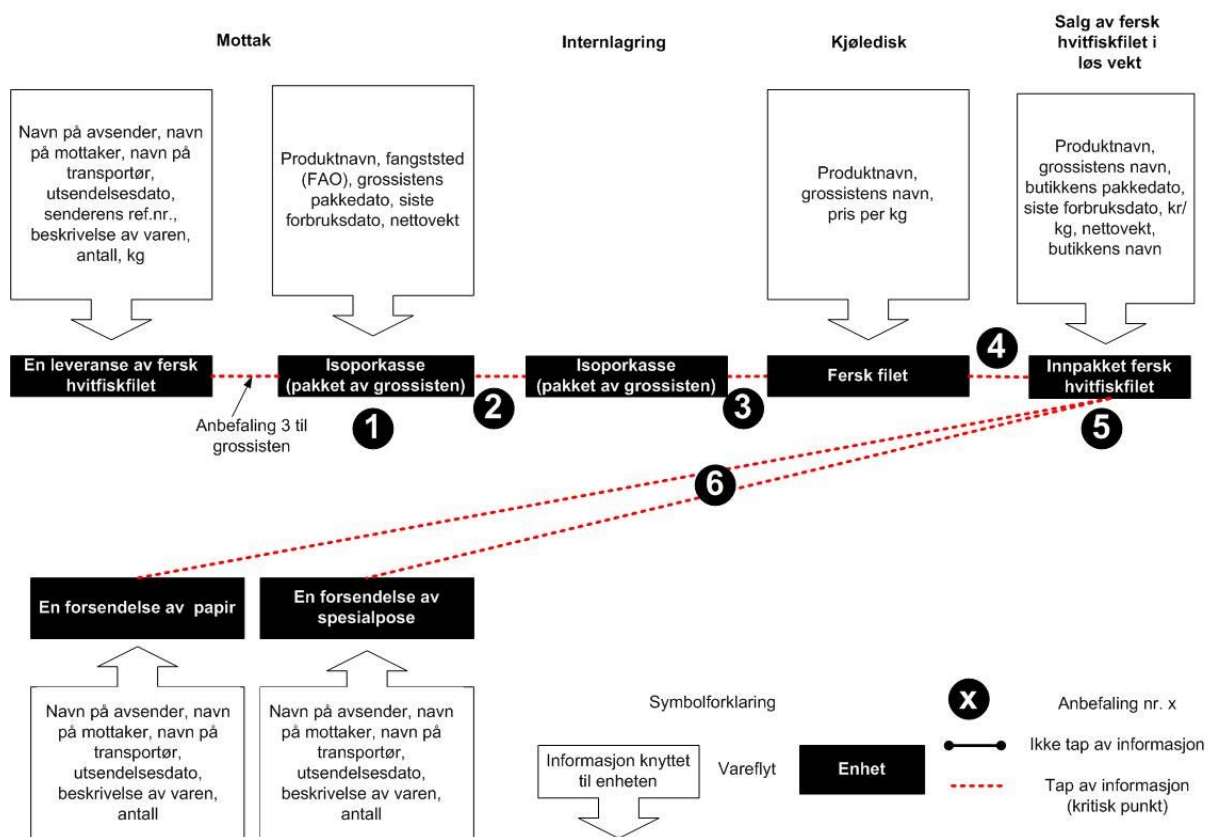 Mottak
Internlagring
Kjøledisk
Salg av fersk
hvitfiskfilet i
løs vekt
Navn på avsender, navn
på mottaker, navn på
transportør,
utsendelsesdato,
senderens ref.nr.,
beskrivelse av varen,
antall, kg
Produktnavn, fangststed
(FAO), grossistens
pakkedato, siste
forbruksdato, nettovekt
Produktnavn,
grossistens navn,
pris per kg
Produktnavn,
grossistens navn,
butikkens pakkedato,
siste forbruksdato, kr/
kg, nettovekt,
butikkens navn
En leveranse av fersk
hvitfiskfilet
Isoporkasse
(pakket av grossisten)
Isoporkasse
(pakket av grossisten)
Fersk filet
Innpakket fersk
hvitfiskfilet
Anbefaling 3 til
grossisten
1
2
3
4
5
6
En forsendelse av papir
En forsendelse av
spesialpose
Navn på avsender, navn
på mottaker, navn på
transportør,
utsendelsesdato,
beskrivelse av varen,
antall
Navn på avsender, navn
på mottaker, navn på
transportør,
utsendelsesdato,
beskrivelse av varen,
antall
Symbolforklaring
Informasjon knyttet
til enheten
Vareflyt
Enhet
x
Anbefaling nr. x
Ikke tap av informasjon
Tap av informasjon
(kritisk punkt)